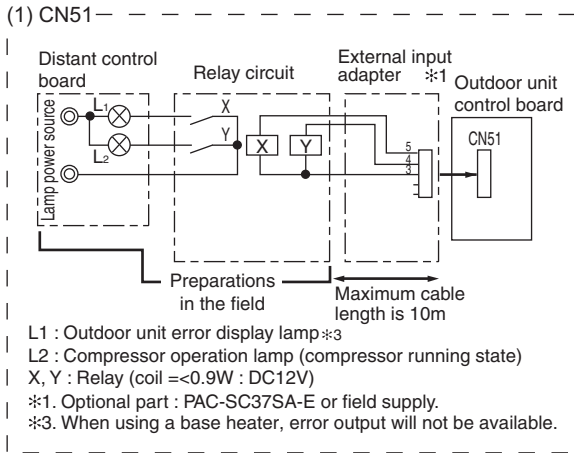 (1) CN51
Distant control
board
Relay circuit
External input
adapter ※1
Outdoor unit
control board
Lamp power source
L1
L2
X
Y
X
Y
5
4
3
CN51
Preparations
in the field
Maximum cable
length is 10m
L1 : Outdoor unit error display lamp※3
L2 : Compressor operation lamp (compressor running state)
X, Y : Relay (coil =<0.9W : DC12V)
※1. Optional part : PAC-SC37SA-E or field supply.
※3. When using a base heater, error output will not be available.